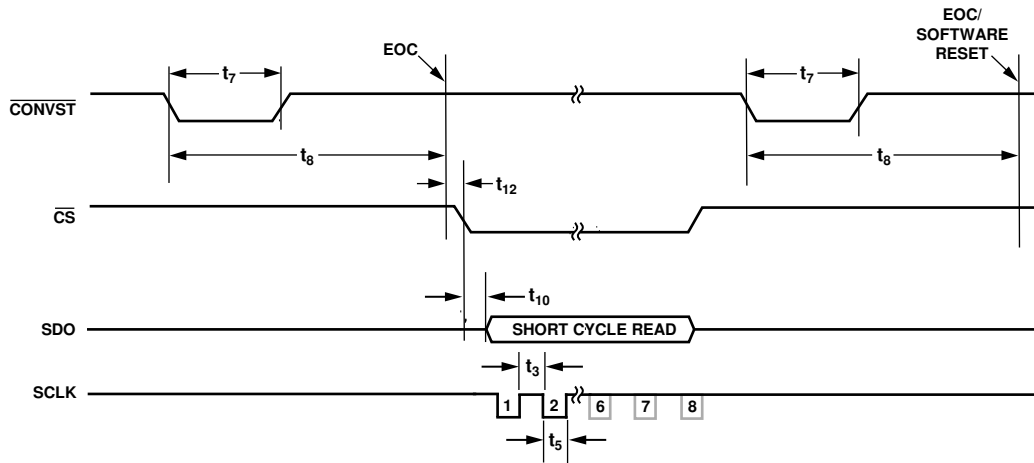 EOC
EOC/
SOFTWARE
RESET
t7
t7
CONVST
t8
t8
t12
CS
t10
SDO
SHORT CYCLE READ
t3
SCLK
1
2
6
7
8
t5